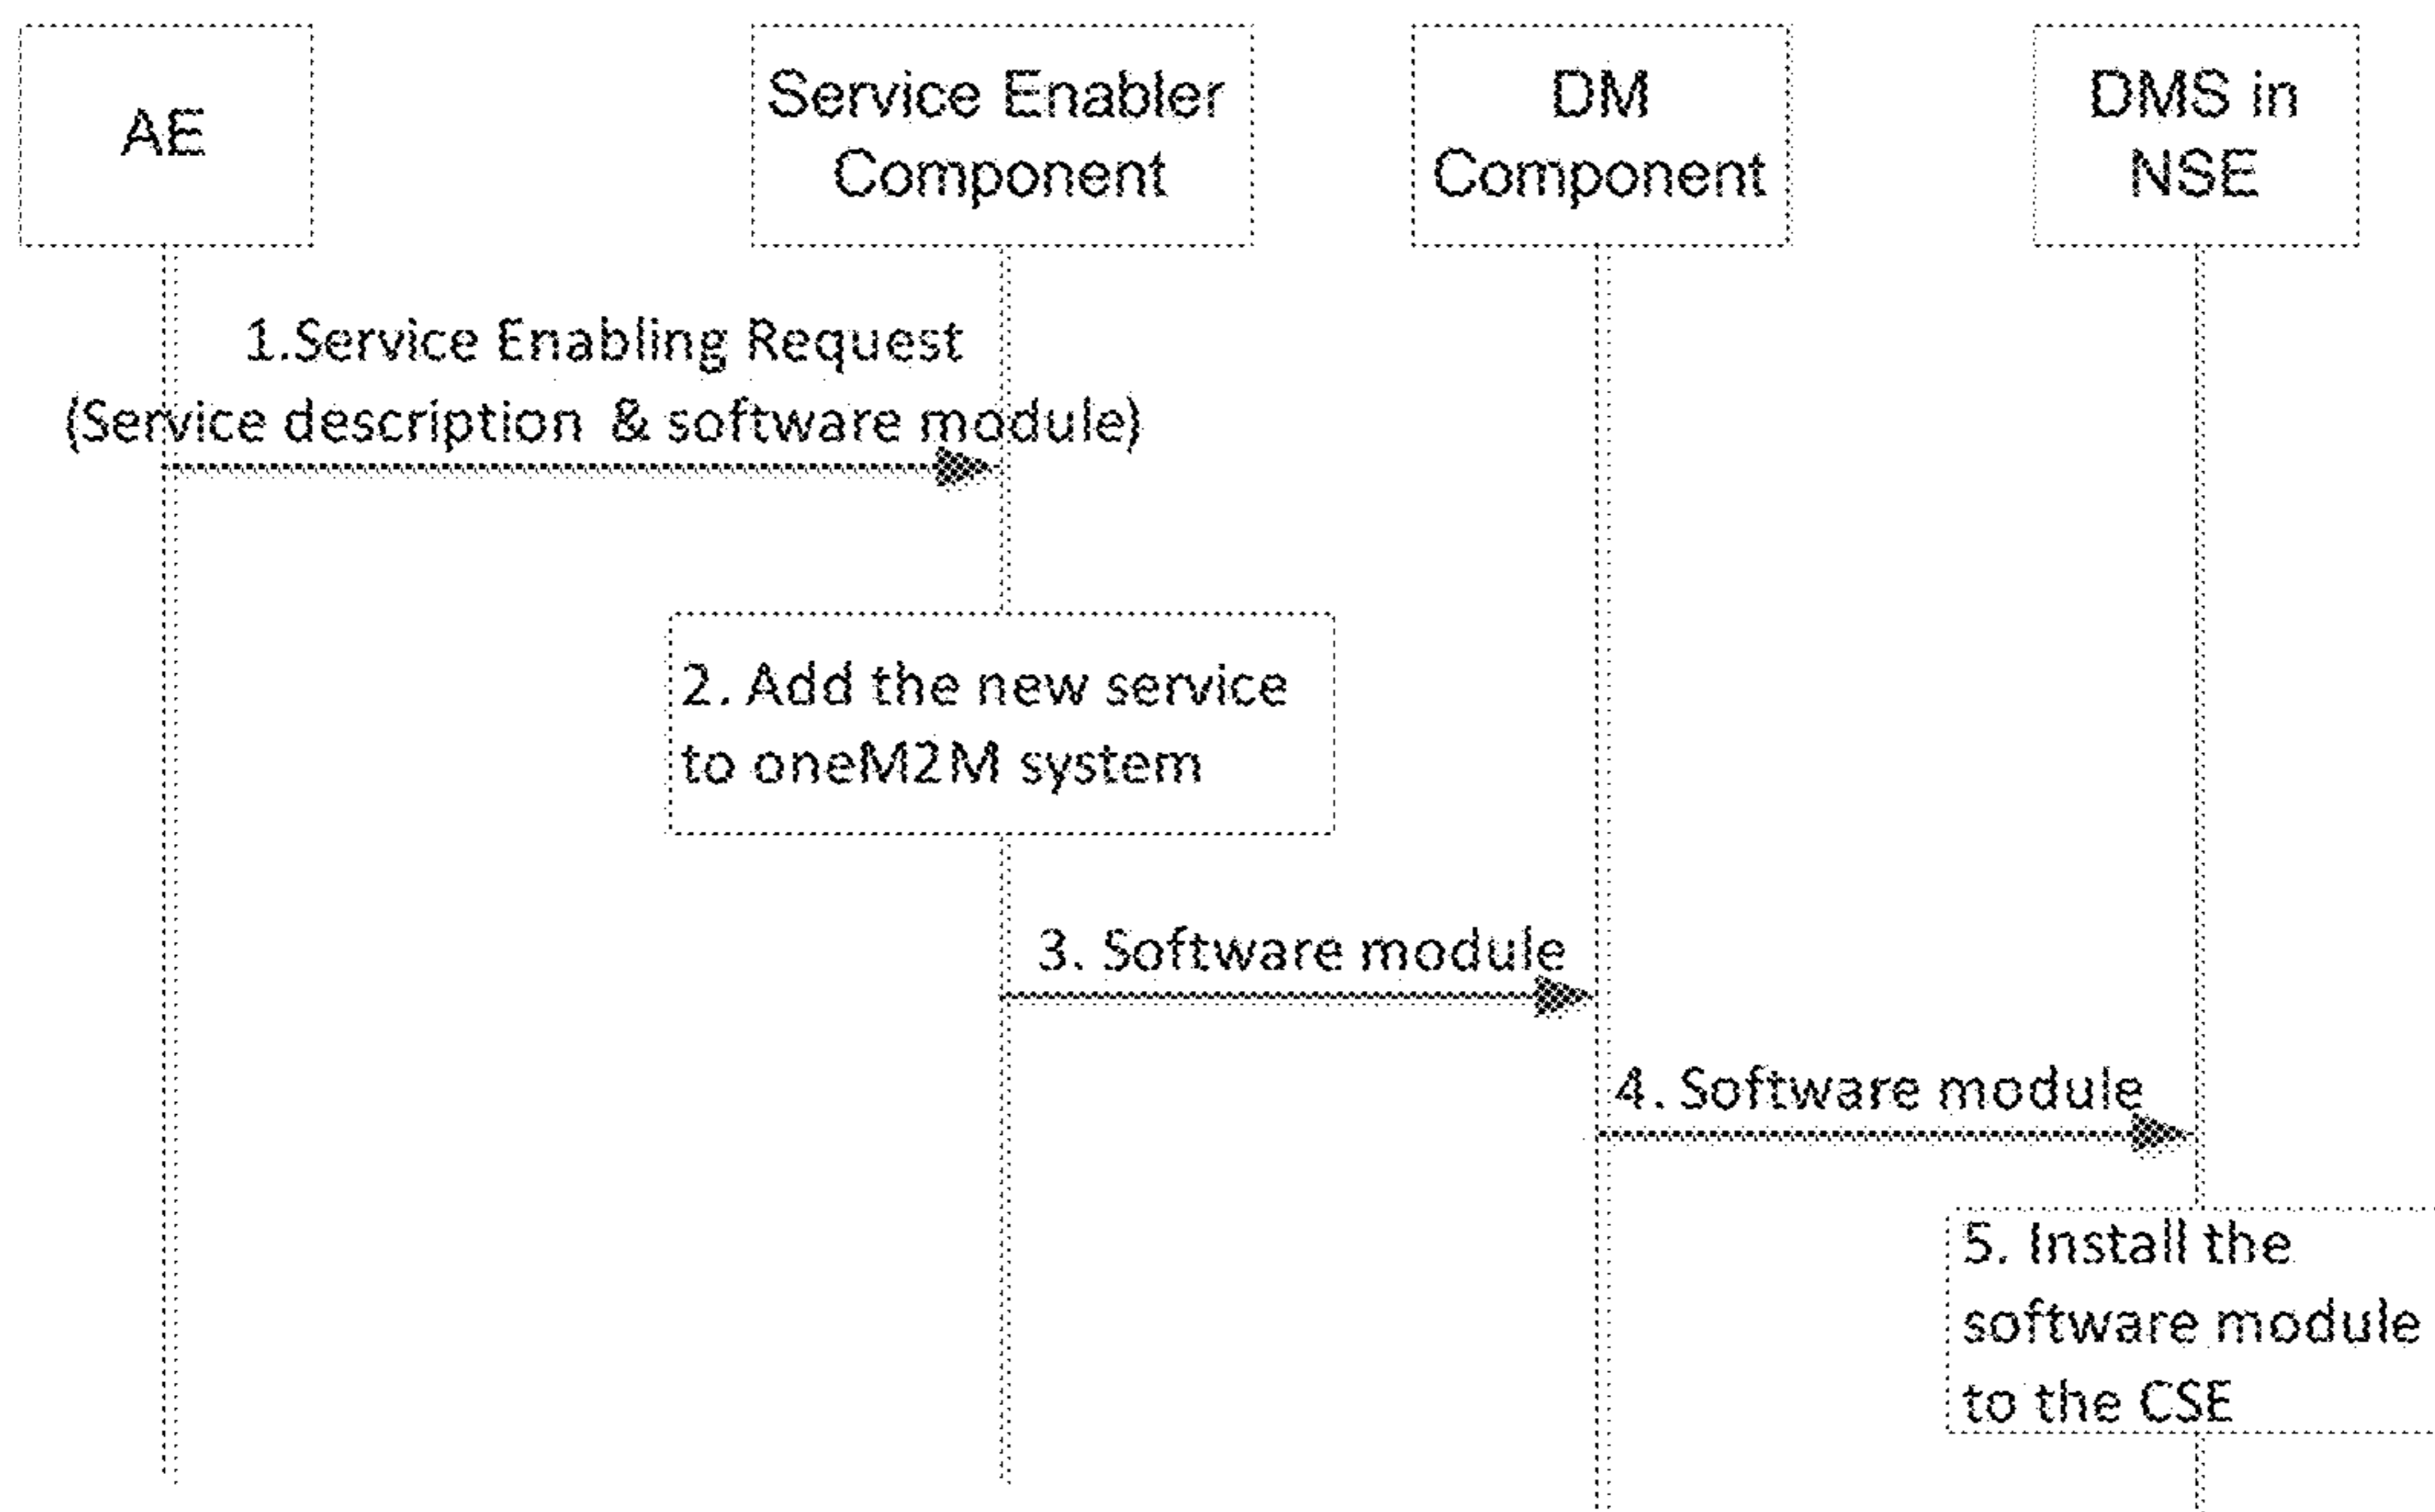 AE
Service Enabler
Component
DM
Component
DMS in
NSE
1.Service Enabling Request
(Service description & software module)
2. Add the new service
to oneM2M system
3. Software module
4. Software module
5. Install the
software module
to the CSE